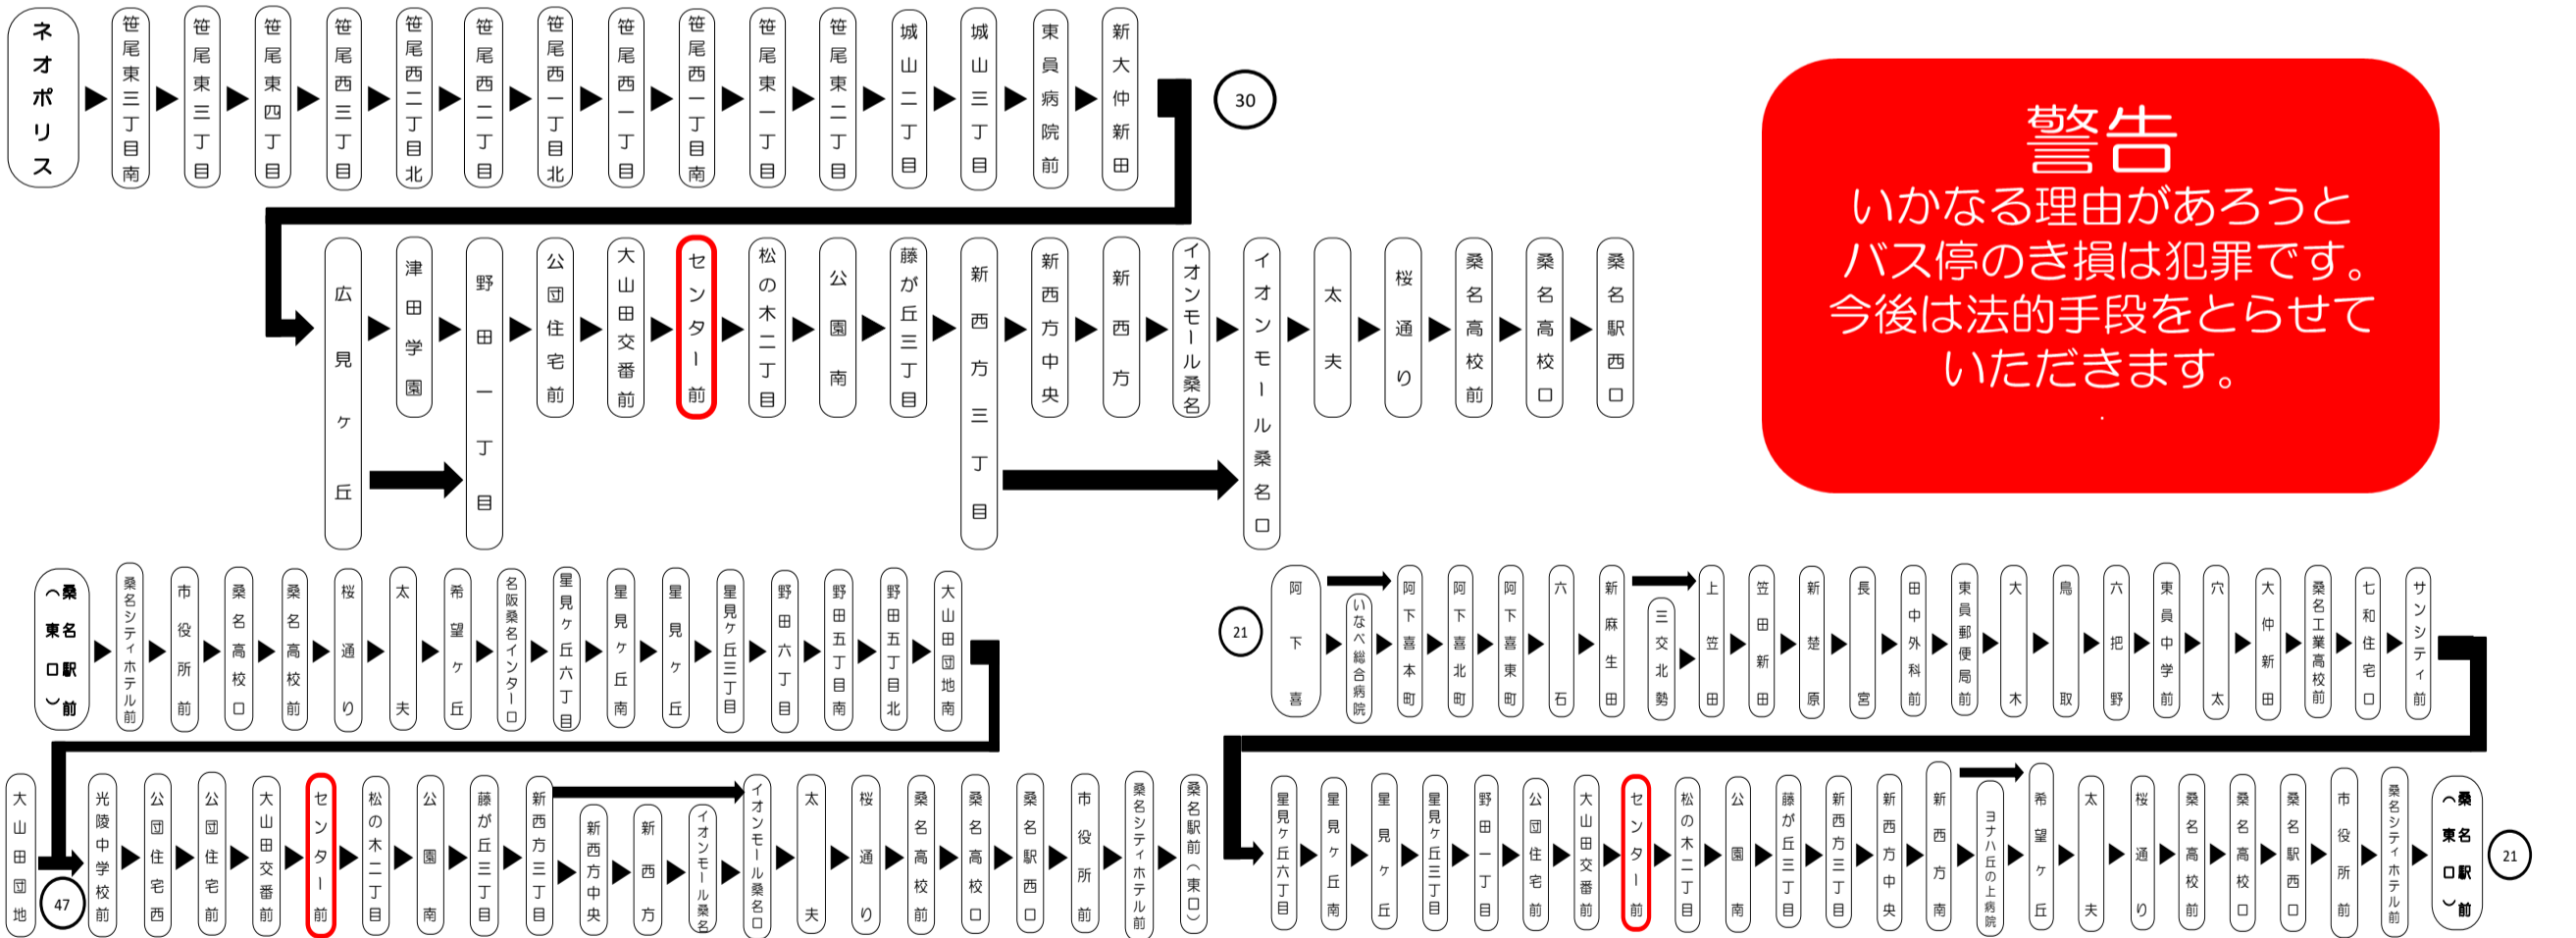 ネオポリス
笹尾東三丁目南
笹尾東三丁目
笹尾東四丁目
笹尾西三丁目
笹尾西二丁目北
笹尾西二丁目
笹尾西一丁目北
笹尾西一丁目
笹尾西一丁目南
笹尾東一丁目
笹尾東二丁目
城山二丁目
城山三丁目
東員病院前
新大仲新田
30
広見ヶ丘
津田学園
野田一丁目
公団住宅前
大山田交番前
センター前
松の木二丁目
公園南
藤が丘三丁目
新西方三丁目
新西方中央
新西方
イオンモール桑名
イオンモール桑名口
太夫
桜通り
桑名高校前
桑名高校口
桑名駅西口
警告
いかなる理由があろうと
バス停のき損は犯罪です。
今後は法的手段をとらせて
いただきます。
.
桑名駅前
（東口）
桑名シティホテル前
市役所前
桑名高校口
桑名高校前
桜通り
太夫
希望ヶ丘
名阪桑名インター口
星見ヶ丘六丁目
星見ヶ丘南
星見ヶ丘
星見ヶ丘三丁目
野田六丁目
野田五丁目南
野田五丁目北
大山田団地南
大山田団地
47
光陵中学校前
公団住宅西
公団住宅前
大山田交番前
センター前
松の木二丁目
公園南
藤が丘三丁目
新西方三丁目
新西方中央
新西方
イオンモール桑名
イオンモール桑名口
太夫
桜通り
桑名高校前
桑名高校口
桑名駅西口
市役所前
桑名シティホテル前
桑名駅前（東口）
21
阿下喜
いなべ総合病院
阿下喜本町
阿下喜北町
阿下喜東町
六石
新麻生田
三交北勢
上笠田
笠田新田
新楚原
長宮
田中外科前
東員郵便局前
大木
鳥取
六把野
東員中学前
穴太
大仲新田
桑名工業高校前
七和住宅口
サンシティ前
星見ヶ丘六丁目
星見ヶ丘南
星見ヶ丘
星見ヶ丘三丁目
野田一丁目
公団住宅前
大山田交番前
センター前
松の木二丁目
公園南
藤が丘三丁目
新西方三丁目
新西方中央
新西方南
ヨナハ丘の上病院
希望ヶ丘
太夫
桜通り
桑名高校前
桑名高校口
桑名駅西口
市役所前
桑名シティホテル前
桑名駅前
（東口）
21